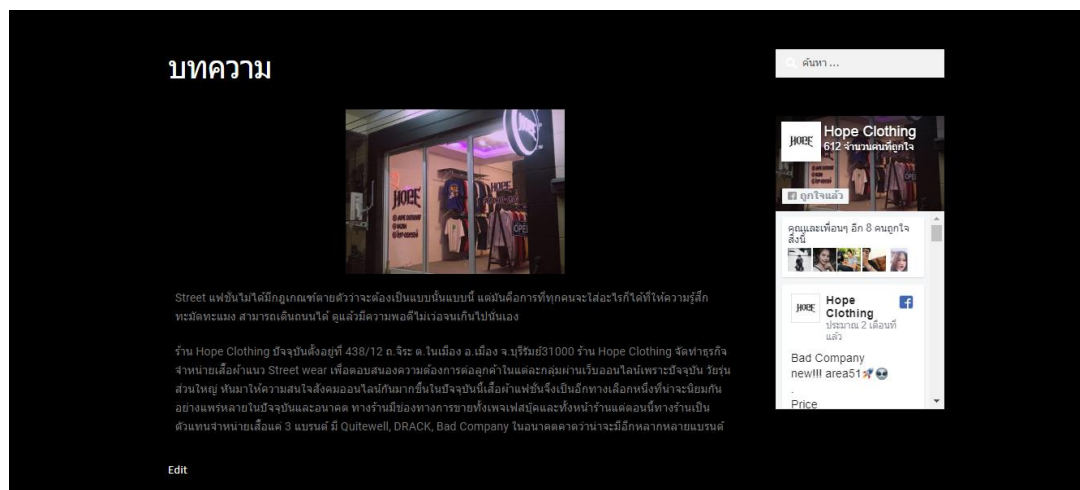 บทความ
HOPE
HOPE
OPEN
Street แฟชั่นไม่ได้มีกฎเกณฑ์ตายตัวว่าจะต้องเป็นแบบนั้นแบบนี้ แต่มันคือการที่ทุกคนจะใส่อะไรก็ได้ที่ให้ความรู้สึก
ทะมัดทะแมง สามารถเดินถนนได้ ดูแล้วมีความพอดีไม่เว่อจนเกินไปนั่นเอง
ร้าน Hope Clothing ปัจจุบันตั้งอยู่ที่ 438/12 ถ.จิระ ต.ในเมือง อ.เมือง จ.บุรีรัมย์31000 ร้าน Hope Clothing จัดทำธุรกิจ
จำหน่ายเสื้อผ้าแนว Street wear เพื่อตอบสนองความต้องการต่อลูกค้าในแต่ละกลุ่มผ่านเว็บออนไลน์เพราะปัจจุบัน วัยรุ่น
ส่วนใหญ่ หันมาให้ความสนใจสังคมออนไลน์กันมากขึ้นในปัจจุบันนี้เสื้อผ้าแฟชั่นจึงเป็นอีกทางเลือกหนึ่งที่น่าจะนิยมกัน
อย่างแพร่หลายในปัจจุบันและอนาคต ทางร้านมีช่องทางการขายทั้งเพจเฟสบุ๊คและทั้งหน้าร้านแต่ตอนนี้ทางร้านเป็น
ตัวแทนจำหน่ายเสื้อแค่ 3 แบรนด์ มี Quitewell, DRACK, Bad Company ในอนาคตคาดว่าน่าจะมีอีกหลากหลายแบรนด์
Edit
ค้นหา ...
HOPE
Hope Clothing
612 จำนวนคนที่ถูกใจ
ถูกใจแล้ว
คุณและเพื่อนๆ อีก 8 คนถูกใจ
สิ่งนี้
HOPE
Hope
Clothing
ประมาณ 2 เดือนที่
แล้ว
Bad Company
new!!! area51🚀👽
.
Price